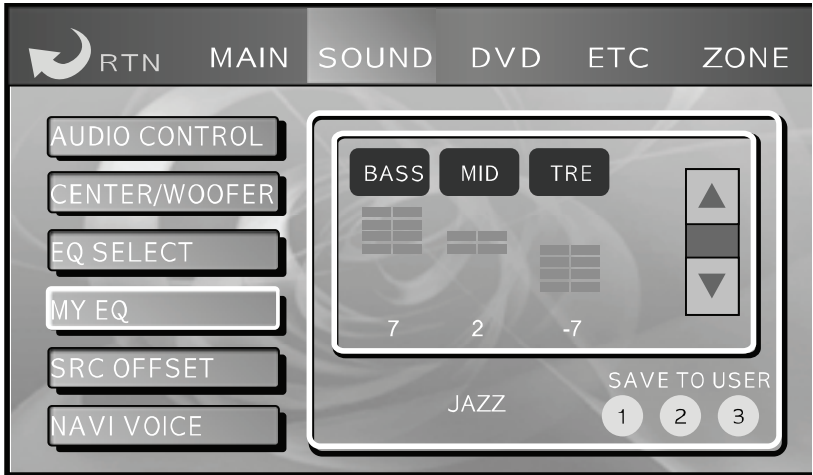 RTN MAIN SOUND DVD ETC ZONE
AUDIO CONTROL
CENTER/WOOFER
EQ SELECT
MY EQ
SRC OFFSET
NAVI VOICE
BASS MID TRE
7 2 -7
JAZZ
SAVE TO USER
1 2 3